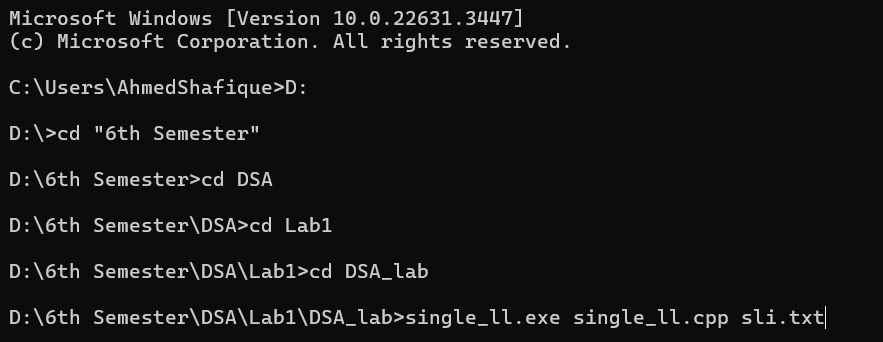 Microsoft Windows [Version 10.0.22631.3447]
(c) Microsoft Corporation. All rights reserved.
C:\Users\AhmedShafique>D:
D:\>cd "6th Semester"
D:\6th Semester>cd DSA
D:\6th Semester\DSA>cd Lab1
D:\6th Semester\DSA\Lab1>cd DSA_lab
D:\6th Semester\DSA\Lab1\DSA_lab>single_ll.exe single_ll.cpp sli.txt